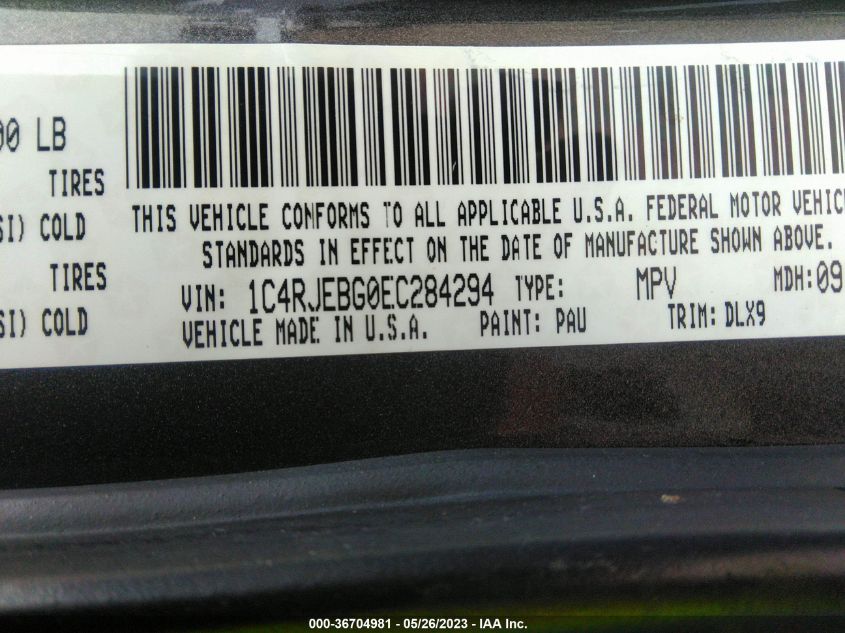 00 LB
TIRES
SI) COLD
TIRES
SI) COLD
THIS VEHICLE CONFORMS TO ALL APPLICABLE U.S.A. FEDERAL MOTOR VEHIC
STANDARDS IN EFFECT ON THE DATE OF MANUFACTURE SHOWN ABOVE.
VIN: 1C4RJEBG0EC284294 TYPE: MPV MDH:09
VEHICLE MADE IN U.S.A. PAINT: PAU TRIM: DLX9
000-36704981 - 05/26/2023 - IAA Inc.